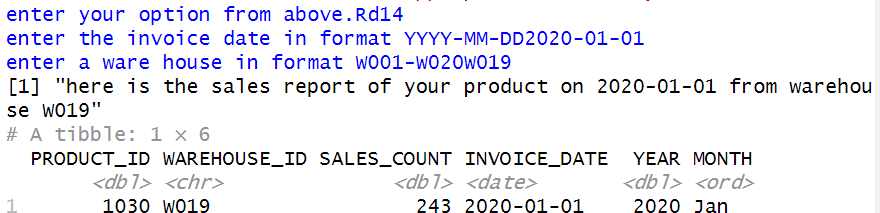 enter your option from above.Rd14
enter the invoice date in format YYYY-MM-DD2020-01-01
enter a ware house in format W001-W020W019
[1] "here is the sales report of your product on 2020-01-01 from warehou
se W019"
# A tibble: 1 × 6
PRODUCT_ID WAREHOUSE_ID SALES_COUNT INVOICE_DATE YEAR MONTH
<dbl> <chr> <dbl> <date> <dbl> <ord>
1 1030 W019 243 2020-01-01 2020 Jan